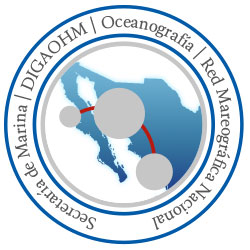 Secretaría de Marina | DIGAOHM | Oceanografía | Red Mareográfica Nacional